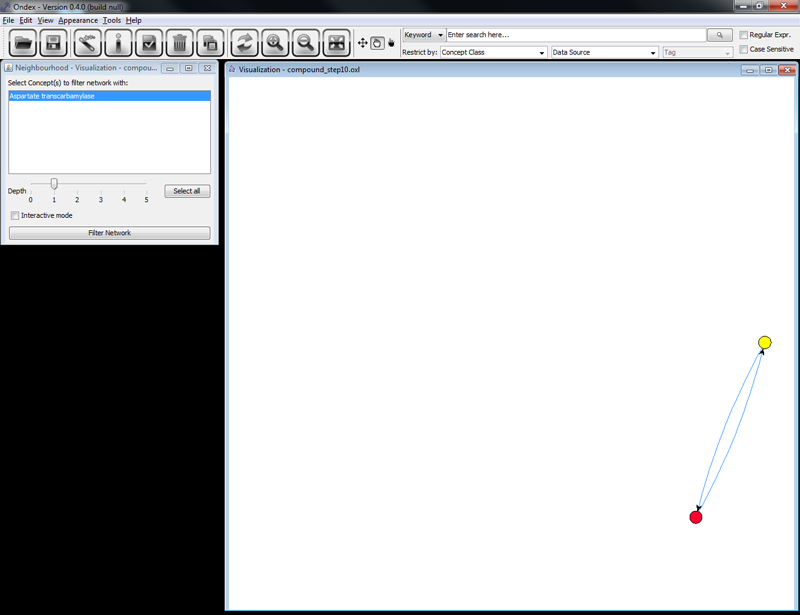 Ondex - Version 0.4.0 (build null)
File Edit View Appearance Tools Help
Keyword Enter search here... Regular Expr.
Restrict by: Concept Class Data Source Tag Case Sensitive
Neighbourhood - Visualization - compou...
Select Concept(s) to filter network with:
Aspartate transcarbamylase
Depth
0 1 2 3 4 5
Select all
Interactive mode
Filter Network
Visualization - compound_step10.oxl